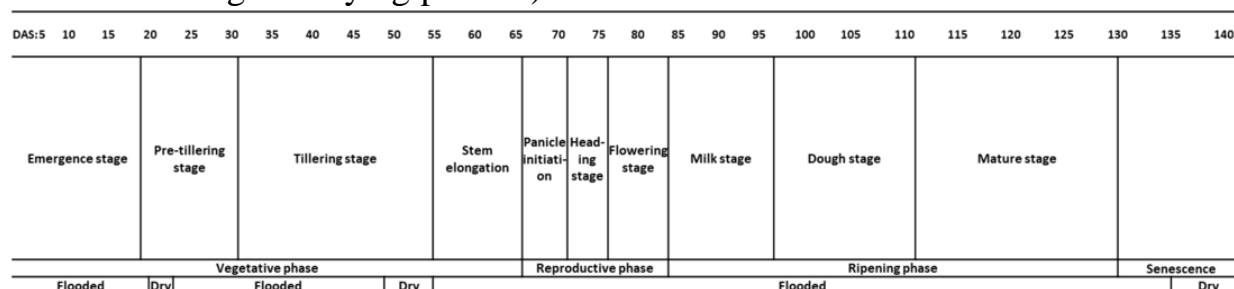 DAS:5 10 15 20 25 30 35 40 45 50 55 60 65 70 75 80 85 90 95 100 105 110 115 120 125 130 135 140
Emergence stage
Pre-tillering
stage
Tillering stage
Stem
elongation
Panicle
initiati-
on
Head-
ing
stage
Flowering
stage
Milk stage
Dough stage
Mature stage
Vegetative phase Reproductive phase Ripening phase Senescence
Flooded Dry Flooded Dry Flooded Dry